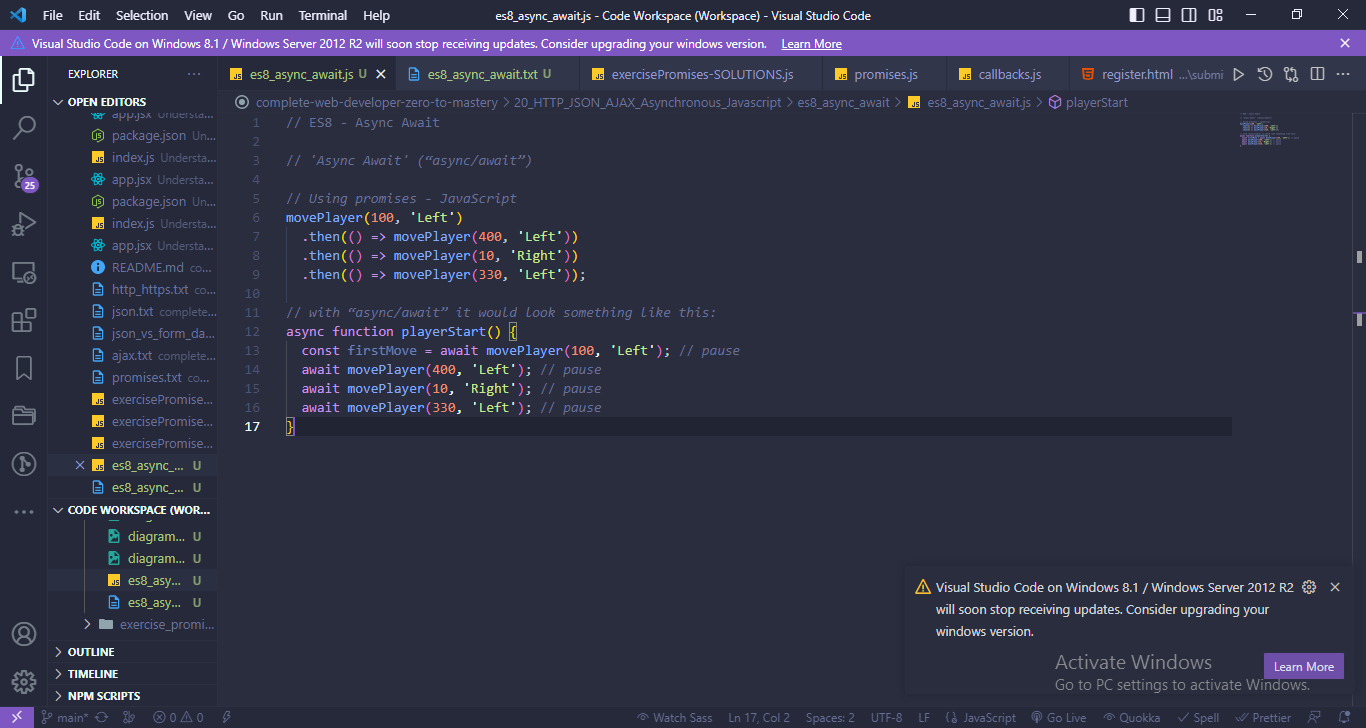 File Edit Selection View Go Run Terminal Help
es8_async_await.js - Code Workspace (Workspace) - Visual Studio Code
Visual Studio Code on Windows 8.1 / Windows Server 2012 R2 will soon stop receiving updates. Consider upgrading your windows version. Learn More
EXPLORER
es8_async_await.js U
es8_async_await.txt U
exercisePromises-SOLUTIONS.js
promises.js
callbacks.js
register.html ...\submi
OPEN EDITORS
app.jsx Understa...
package.json Un...
index.js Understa...
app.jsx Understa...
package.json Un...
index.js Understa...
app.jsx Understa...
README.md co...
http_https.txt co...
json.txt complete...
json_vs_form_da...
ajax.txt complete...
promises.txt co...
exercisePromise...
exercisePromise...
exercisePromise...
es8_async_... U
es8_async_... U
CODE WORKSPACE (WOR...
diagram... U
diagram... U
es8_asy... U
es8_asy... U
exercise_promi...
OUTLINE
TIMELINE
NPM SCRIPTS
25
complete-web-developer-zero-to-mastery > 20_HTTP_JSON_AJAX_Asynchronous_Javascript > es8_async_await > es8_async_await.js > playerStart
1 // ES8 - Async Await
2
3 // 'Async Await' (“async/await”)
4
5 // Using promises - JavaScript
6 movePlayer(100, 'Left')
7 .then(() => movePlayer(400, 'Left'))
8 .then(() => movePlayer(10, 'Right'))
9 .then(() => movePlayer(330, 'Left'));
10
11 // with “async/await” it would look something like this:
12 async function playerStart() {
13 const firstMove = await movePlayer(100, 'Left'); // pause
14 await movePlayer(400, 'Left'); // pause
15 await movePlayer(10, 'Right'); // pause
16 await movePlayer(330, 'Left'); // pause
17 }
Visual Studio Code on Windows 8.1 / Windows Server 2012 R2
will soon stop receiving updates. Consider upgrading your
windows version.
Learn More
Activate Windows
Go to PC settings to activate Windows.
main* 0 0
Watch Sass Ln 17, Col 2 Spaces: 2 UTF-8 LF JavaScript Go Live Quokka Spell Prettier